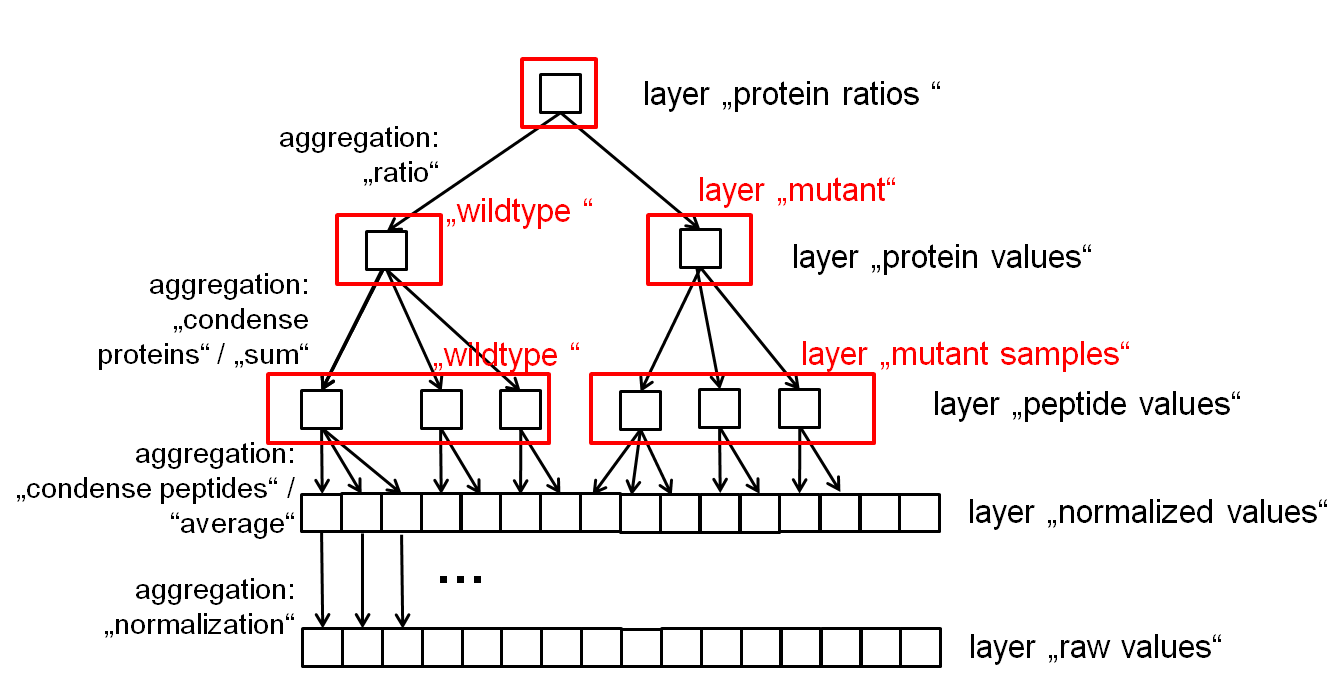 layer „protein ratios “
aggregation:
„ratio“
layer „mutant“
„wildtype “
layer „protein values“
aggregation:
„condense
proteins“ / „sum“
„wildtype “
layer „mutant samples“
layer „peptide values“
aggregation:
„condense peptides“ /
“average“
layer „normalized values“
...
aggregation:
„normalization“
layer „raw values“